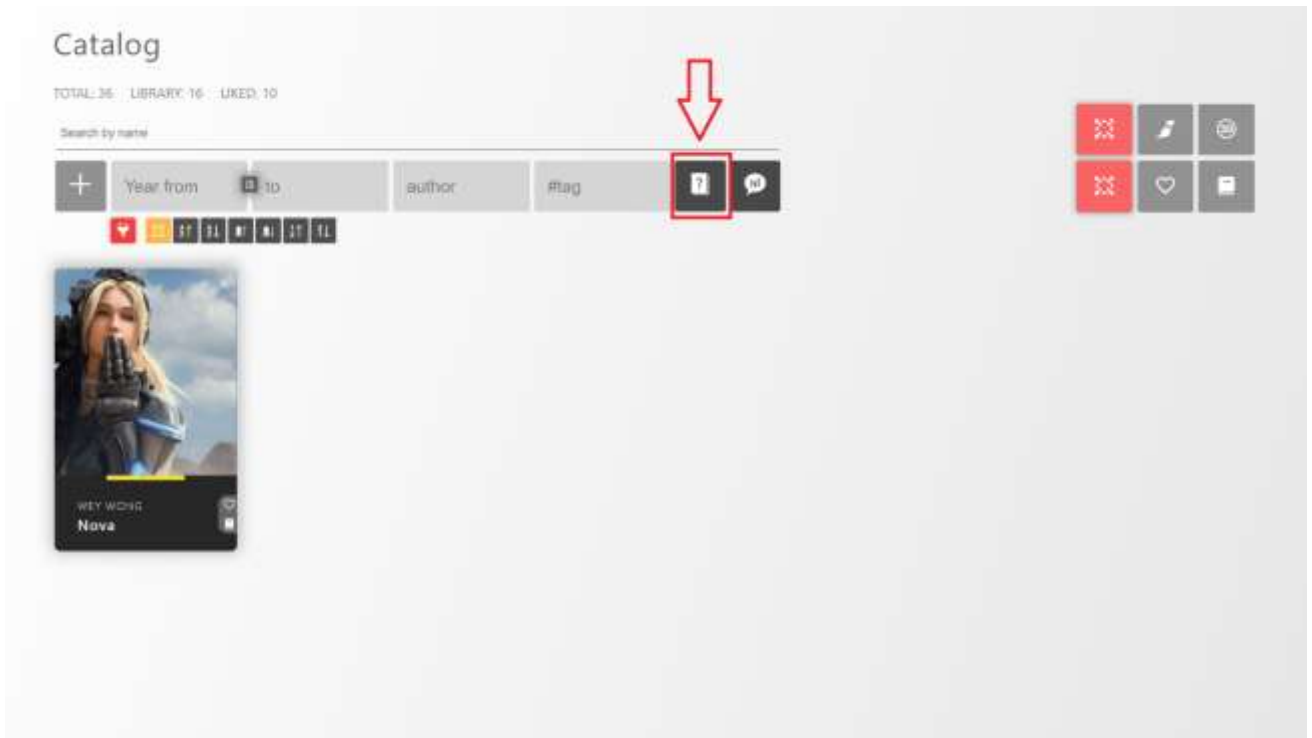 Catalog
TOTAL: 36 LIBRARY: 16 LIKED: 10
Search by name
Year from to author #tag ?
WEY WONG
Nova